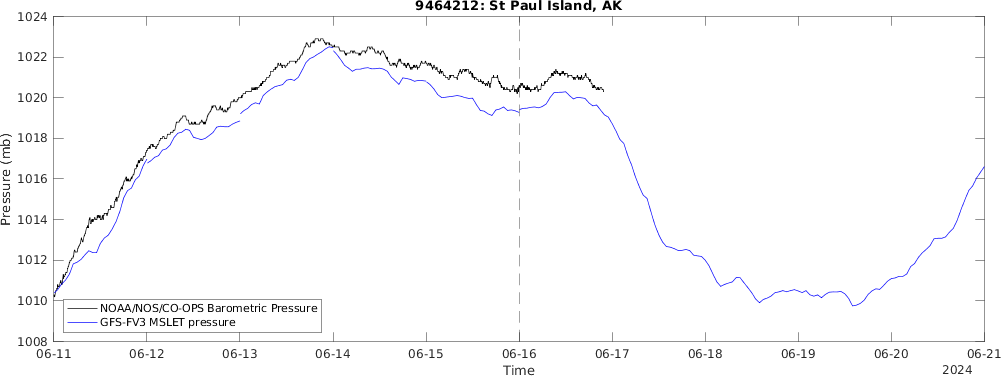 9464212: St Paul Island, AK
Pressure (mb)
1024
1022
1020
1018
1016
1014
1012
1010
1008
NOAA/NOS/CO-OPS Barometric Pressure
GFS-FV3 MSLET pressure
06-11 06-12 06-13 06-14 06-15 06-16 06-17 06-18 06-19 06-20 06-21
Time
2024